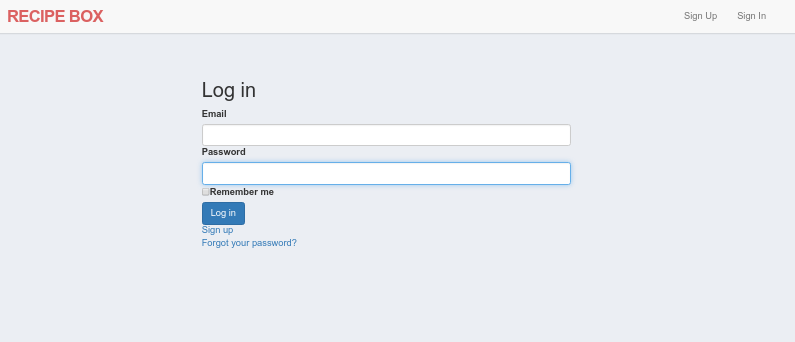 RECIPE BOX Sign Up Sign In
Log in
Email
Password
Remember me
Log in
Sign up
Forgot your password?